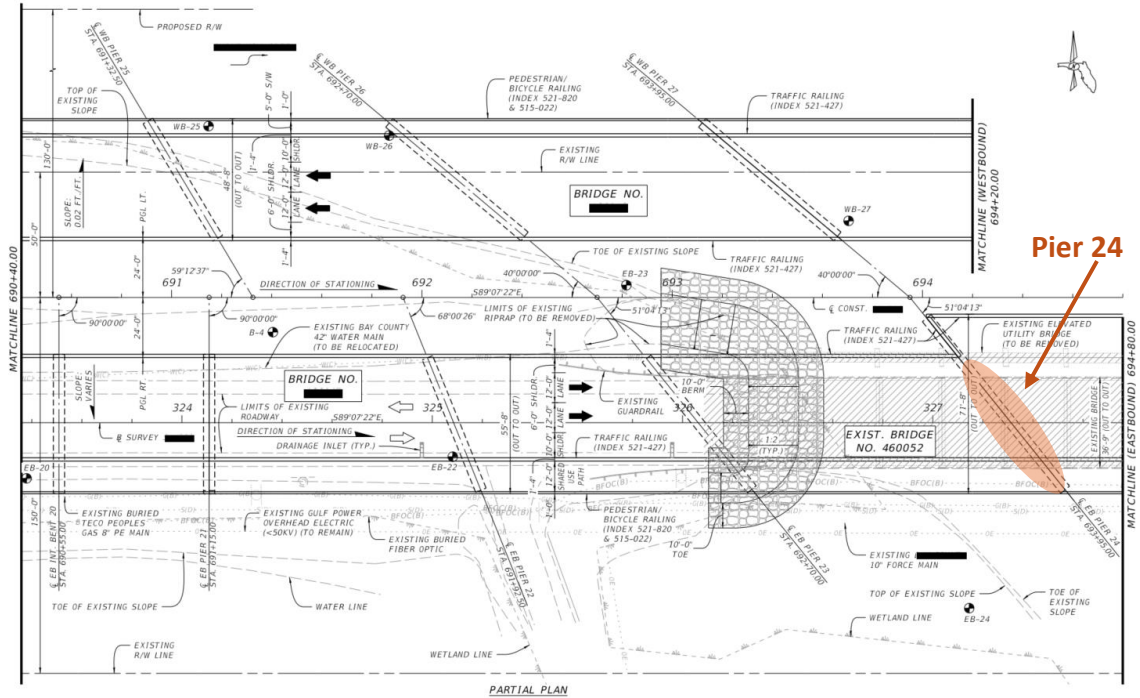 PROPOSED R/W
℄ WB PIER 25
STA. 691+32.50
℄ WB PIER 26
STA. 692+70.00
℄ WB PIER 27
STA. 693+95.00
TOP OF
EXISTING
SLOPE
5'-0" S/W
1'-0"
PEDESTRIAN/
BICYCLE RAILING
(INDEX 521-820
& 515-022)
TRAFFIC RAILING
(INDEX 521-427)
WB-25
WB-26
EXISTING
R/W LINE
130'-0"
48'-8"
(OUT TO OUT)
1'-4"
10'-0"
SHLDR.
12'-0"
LANE
12'-0"
LANE
6'-0" SHLDR.
1'-4"
SLOPE:
0.02 FT./FT.
PGL LT.
50'-0"
BRIDGE NO.
WB-27
MATCHLINE (WESTBOUND)
694+20.00
Pier 24
TOE OF EXISTING SLOPE
TRAFFIC RAILING
(INDEX 521-427)
MATCHLINE 690+40.00
24'-0"
59°12'37"
691
DIRECTION OF STATIONING
692
40°00'00"
EB-23
693
40°00'00"
694
S89°07'22"E
90°00'00"
90°00'00"
68°00'26"
LIMITS OF EXISTING
RIPRAP (TO BE REMOVED)
51°04'13"
℄ CONST.
51°04'13"
24'-0"
B-4
EXISTING BAY COUNTY
42" WATER MAIN
(TO BE RELOCATED)
TRAFFIC RAILING
(INDEX 521-427)
EXISTING ELEVATED
UTILITY BRIDGE
(TO BE REMOVED)
MATCHLINE (EASTBOUND) 694+80.00
SLOPE:
VARIES
PGL RT.
BRIDGE NO.
324
LIMITS OF EXISTING
ROADWAY
S89°07'22"E
325
55'-8"
(OUT TO OUT)
1'-4"
6'-0" SHLDR.
12'-0"
LANE
12'-0"
LANE
10'-0"
SHLDR.
EXISTING
GUARDRAIL
326
10'-0"
BERM
327
71'-8"
(OUT TO OUT)
EXISTING BRIDGE
36'-9" (OUT TO OUT)
℄ SURVEY
DIRECTION OF STATIONING
DRAINAGE INLET (TYP.)
TRAFFIC RAILING
(INDEX 521-427)
1:2
(TYP.)
EXIST. BRIDGE
NO. 460052
EB-20
EB-22
1'-4"
SHARED
USE
PATH
1'-0"
BFOC(B)
BFOC(B)
BFOC(B)
BFOC(B)
150'-0"
EXISTING BURIED
TECO PEOPLES
GAS 8" PE MAIN
℄ EB INT. BENT 20
STA. 690+55.00
℄ EB PIER 21
STA. 691+15.00
EXISTING GULF POWER
OVERHEAD ELECTRIC
(<50KV) (TO REMAIN)
EXISTING BURIED
FIBER OPTIC
℄ EB PIER 22
STA. 691+92.50
PEDESTRIAN/
BICYCLE RAILING
(INDEX 521-820
& 515-022)
10'-0"
TOE
℄ EB PIER 23
STA. 692+70.00
EXISTING
10" FORCE MAIN
℄ EB PIER 24
STA. 693+95.00
TOE OF EXISTING SLOPE
WATER LINE
TOP OF EXISTING SLOPE
TOE OF
EXISTING
SLOPE
EB-24
WETLAND LINE
EXISTING
R/W LINE
WETLAND LINE
PARTIAL PLAN